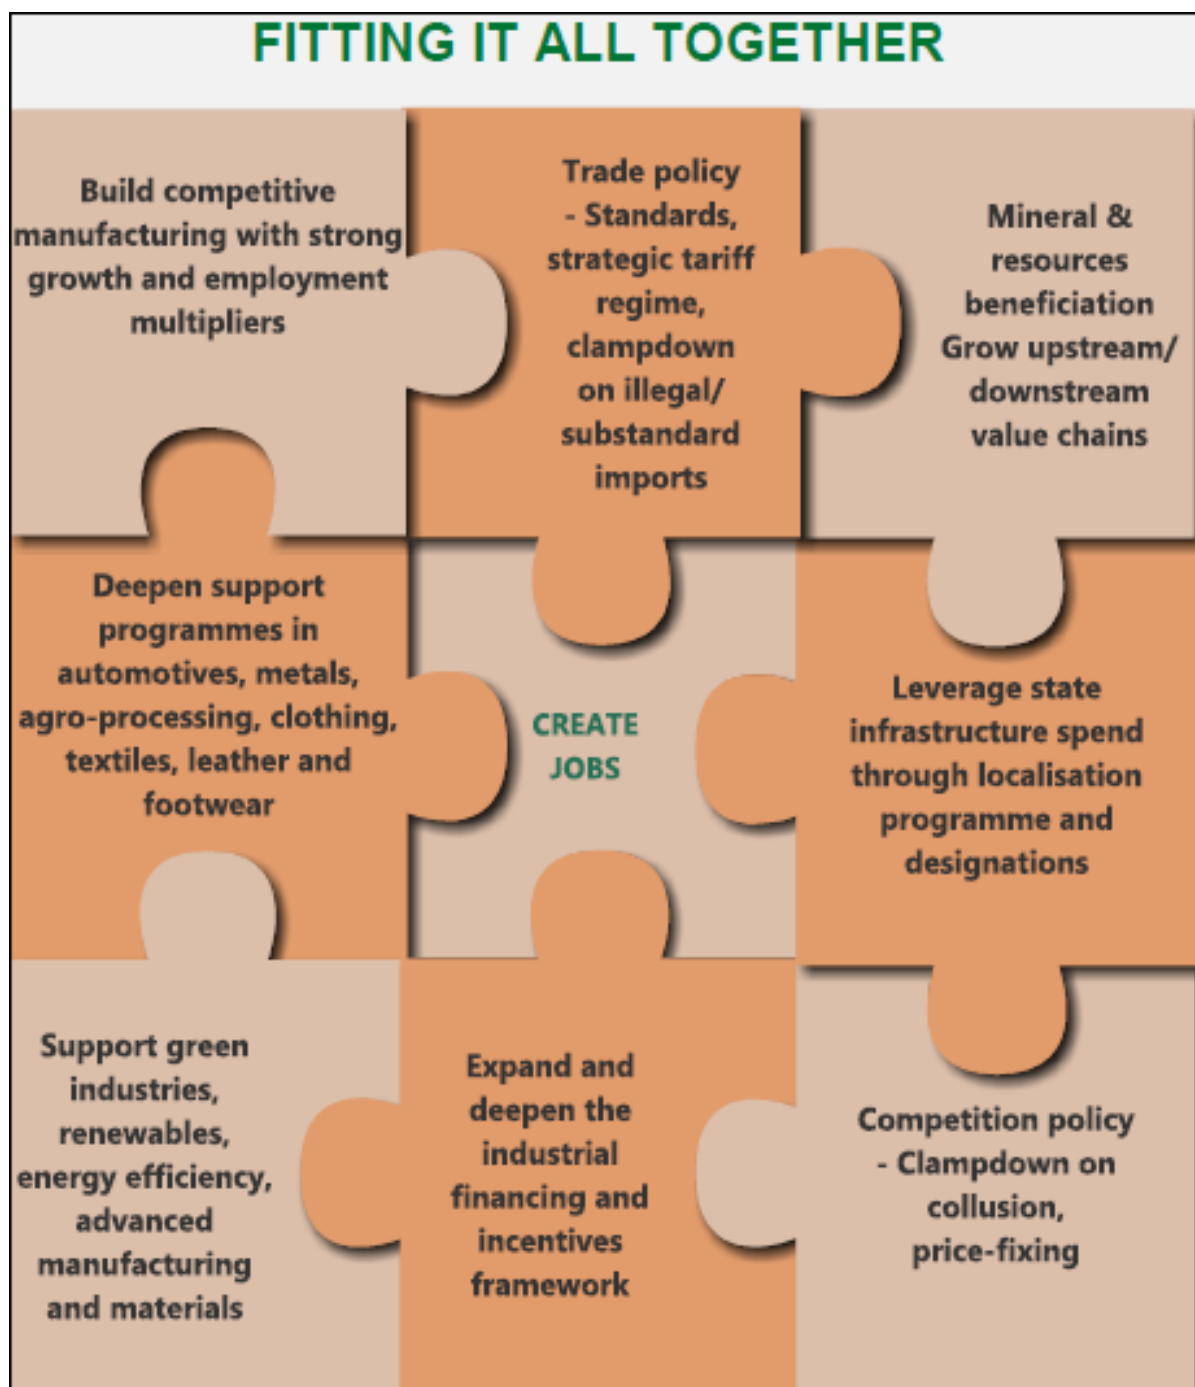 FITTING IT ALL TOGETHER
Build competitive
manufacturing with strong
growth and employment
multipliers
Trade policy
- Standards,
strategic tariff
regime,
clampdown
on illegal/
substandard
imports
Mineral &
resources
beneficiation
Grow upstream/
downstream
value chains
Deepen support
programmes in
automotives, metals,
agro-processing, clothing,
textiles, leather and
footwear
CREATE
JOBS
Leverage state
infrastructure spend
through localisation
programme and
designations
Support green
industries,
renewables,
energy efficiency,
advanced
manufacturing
and materials
Expand and
deepen the
industrial
financing and
incentives
framework
Competition policy
- Clampdown on
collusion,
price-fixing